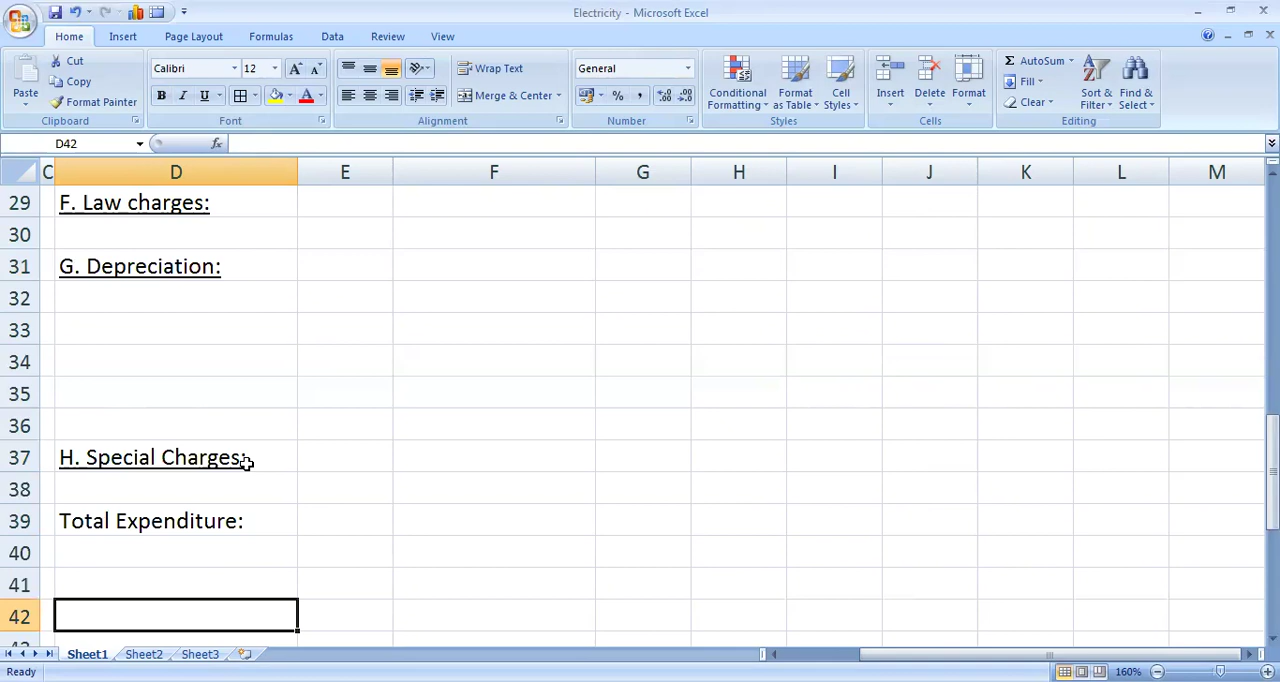 Electricity - Microsoft Excel
Home Insert Page Layout Formulas Data Review View
Paste
Cut
Copy
Format Painter
Clipboard
Calibri 12
B I U
Font
Wrap Text
Merge & Center
Alignment
General
% ,
Number
Conditional Formatting
Format as Table
Cell Styles
Styles
Insert
Delete
Format
Cells
Σ AutoSum
Fill
Clear
Sort & Filter
Find & Select
Editing
D42 fx
C D E F G H I J K L M
29 F. Law charges:
30
31 G. Depreciation:
32
33
34
35
36
37 H. Special Charges:
38
39 Total Expenditure:
40
41
42
Sheet1 Sheet2 Sheet3
Ready 160%